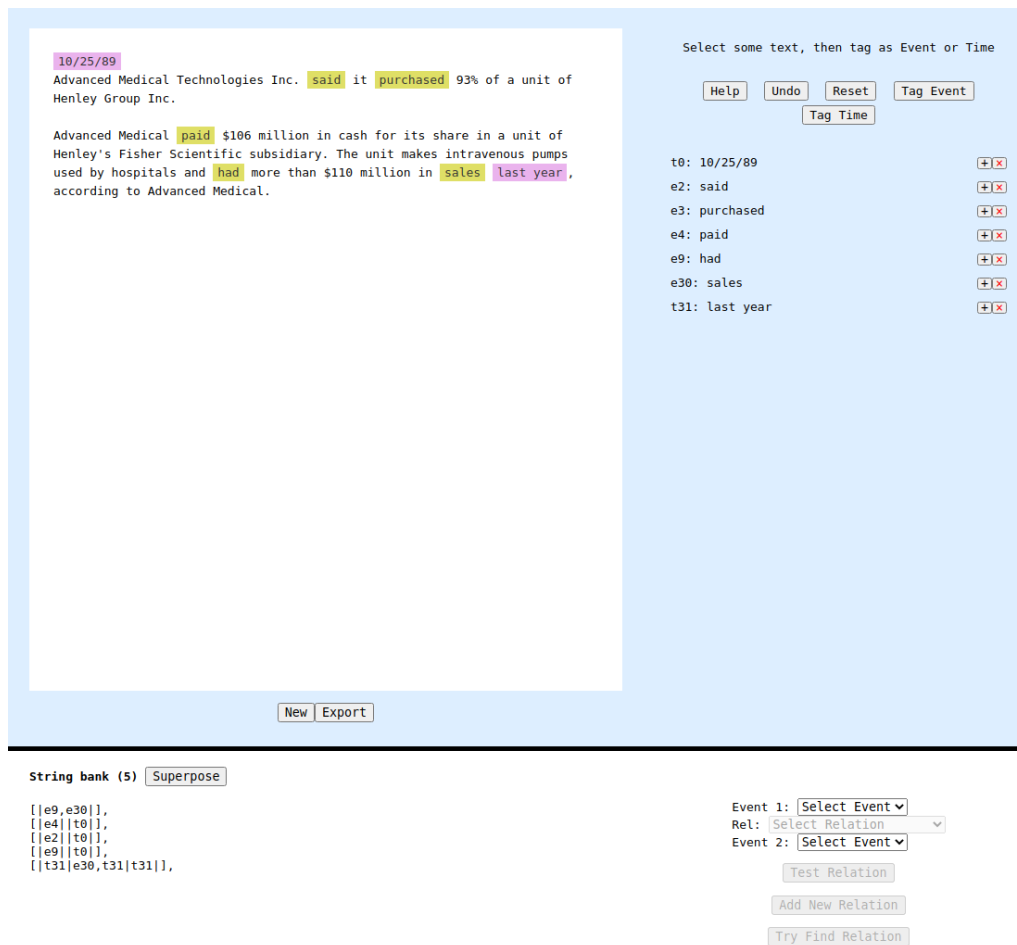 10/25/89
Advanced Medical Technologies Inc. said it purchased 93% of a unit of
Henley Group Inc.
Advanced Medical paid $106 million in cash for its share in a unit of
Henley's Fisher Scientific subsidiary. The unit makes intravenous pumps
used by hospitals and had more than $110 million in sales last year,
according to Advanced Medical.
New Export
Select some text, then tag as Event or Time
Help Undo Reset Tag Event
Tag Time
t0: 10/25/89 + ×
e2: said + ×
e3: purchased + ×
e4: paid + ×
e9: had + ×
e30: sales + ×
t31: last year + ×
String bank (5) Superpose
[|e9,e30|],
[|e4||t0|],
[|e2||t0|],
[|e9||t0|],
[|t31|e30,t31|t31|],
Event 1: Select Event
Rel: Select Relation
Event 2: Select Event
Test Relation
Add New Relation
Try Find Relation